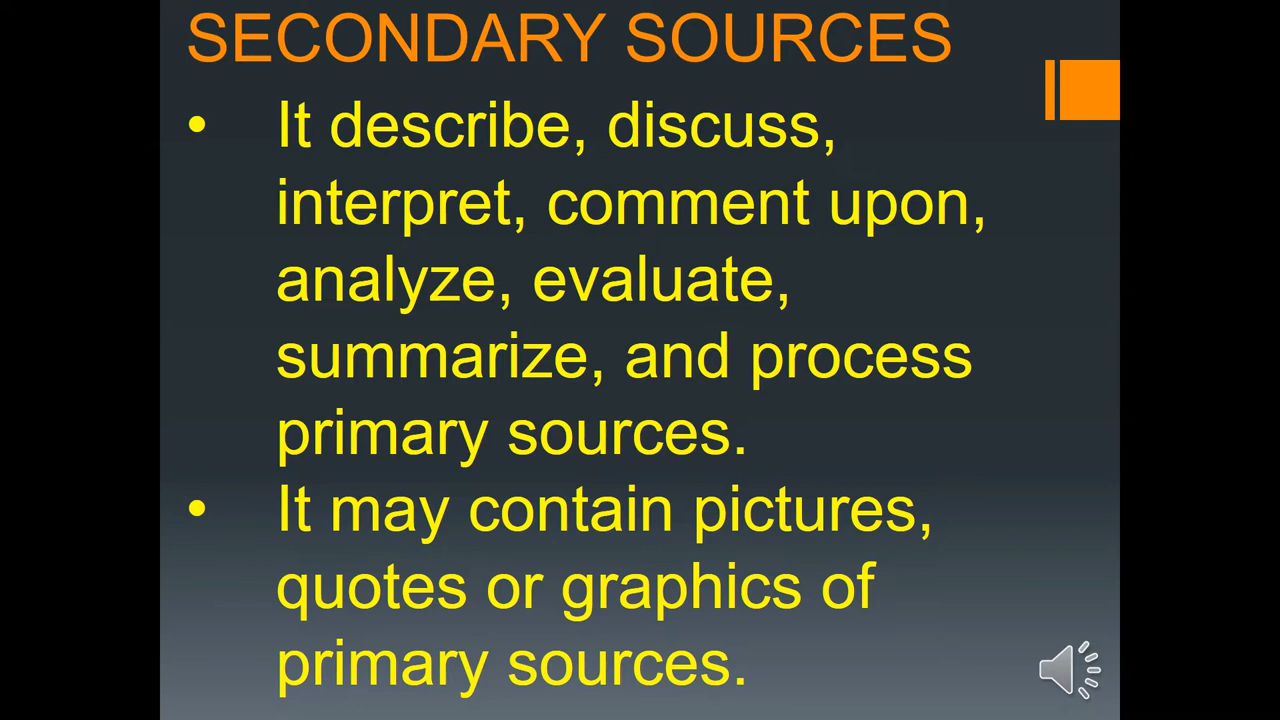 SECONDARY SOURCES
• It describe, discuss,
interpret, comment upon,
analyze, evaluate,
summarize, and process
primary sources.
• It may contain pictures,
quotes or graphics of
primary sources.